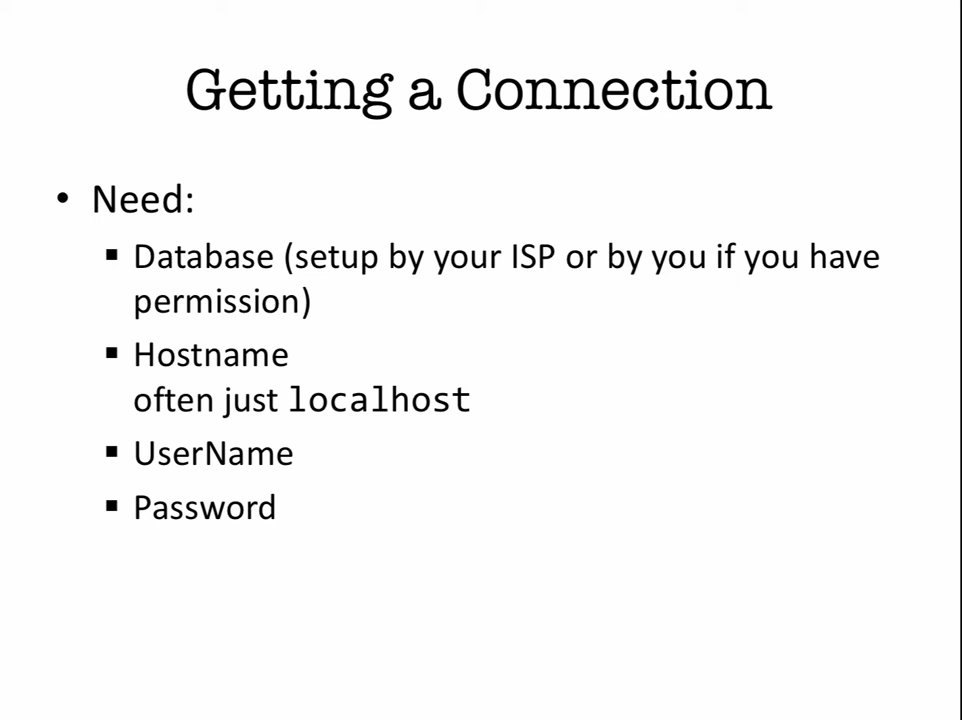 Getting a Connection
• Need:
▪ Database (setup by your ISP or by you if you have
permission)
▪ Hostname
often just localhost
▪ UserName
▪ Password